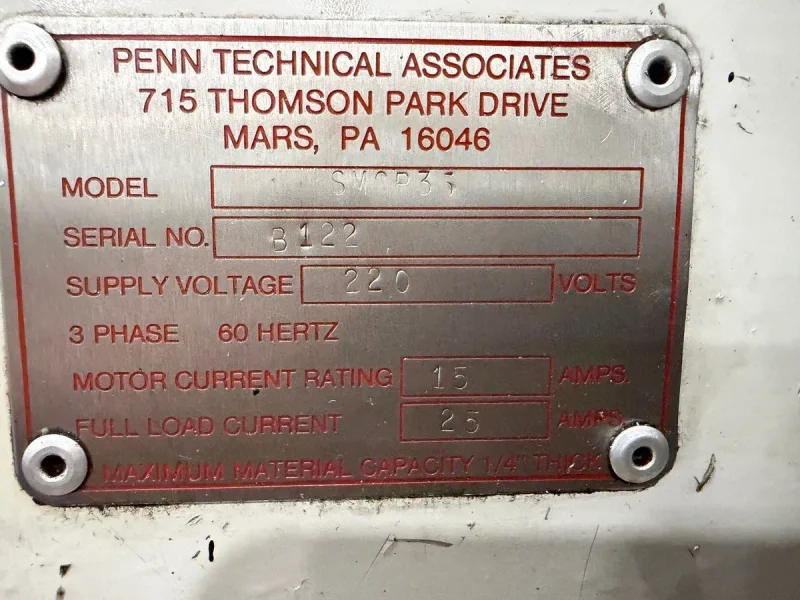 PENN TECHNICAL ASSOCIATES
715 THOMSON PARK DRIVE
MARS, PA 16046
MODEL
SERIAL NO. B122
SUPPLY VOLTAGE 220 VOLTS
3 PHASE 60 HERTZ
MOTOR CURRENT RATING 15 AMPS.
FULL LOAD CURRENT 25 AMPS.
MAXIMUM MATERIAL CAPACITY 1/4" THICK